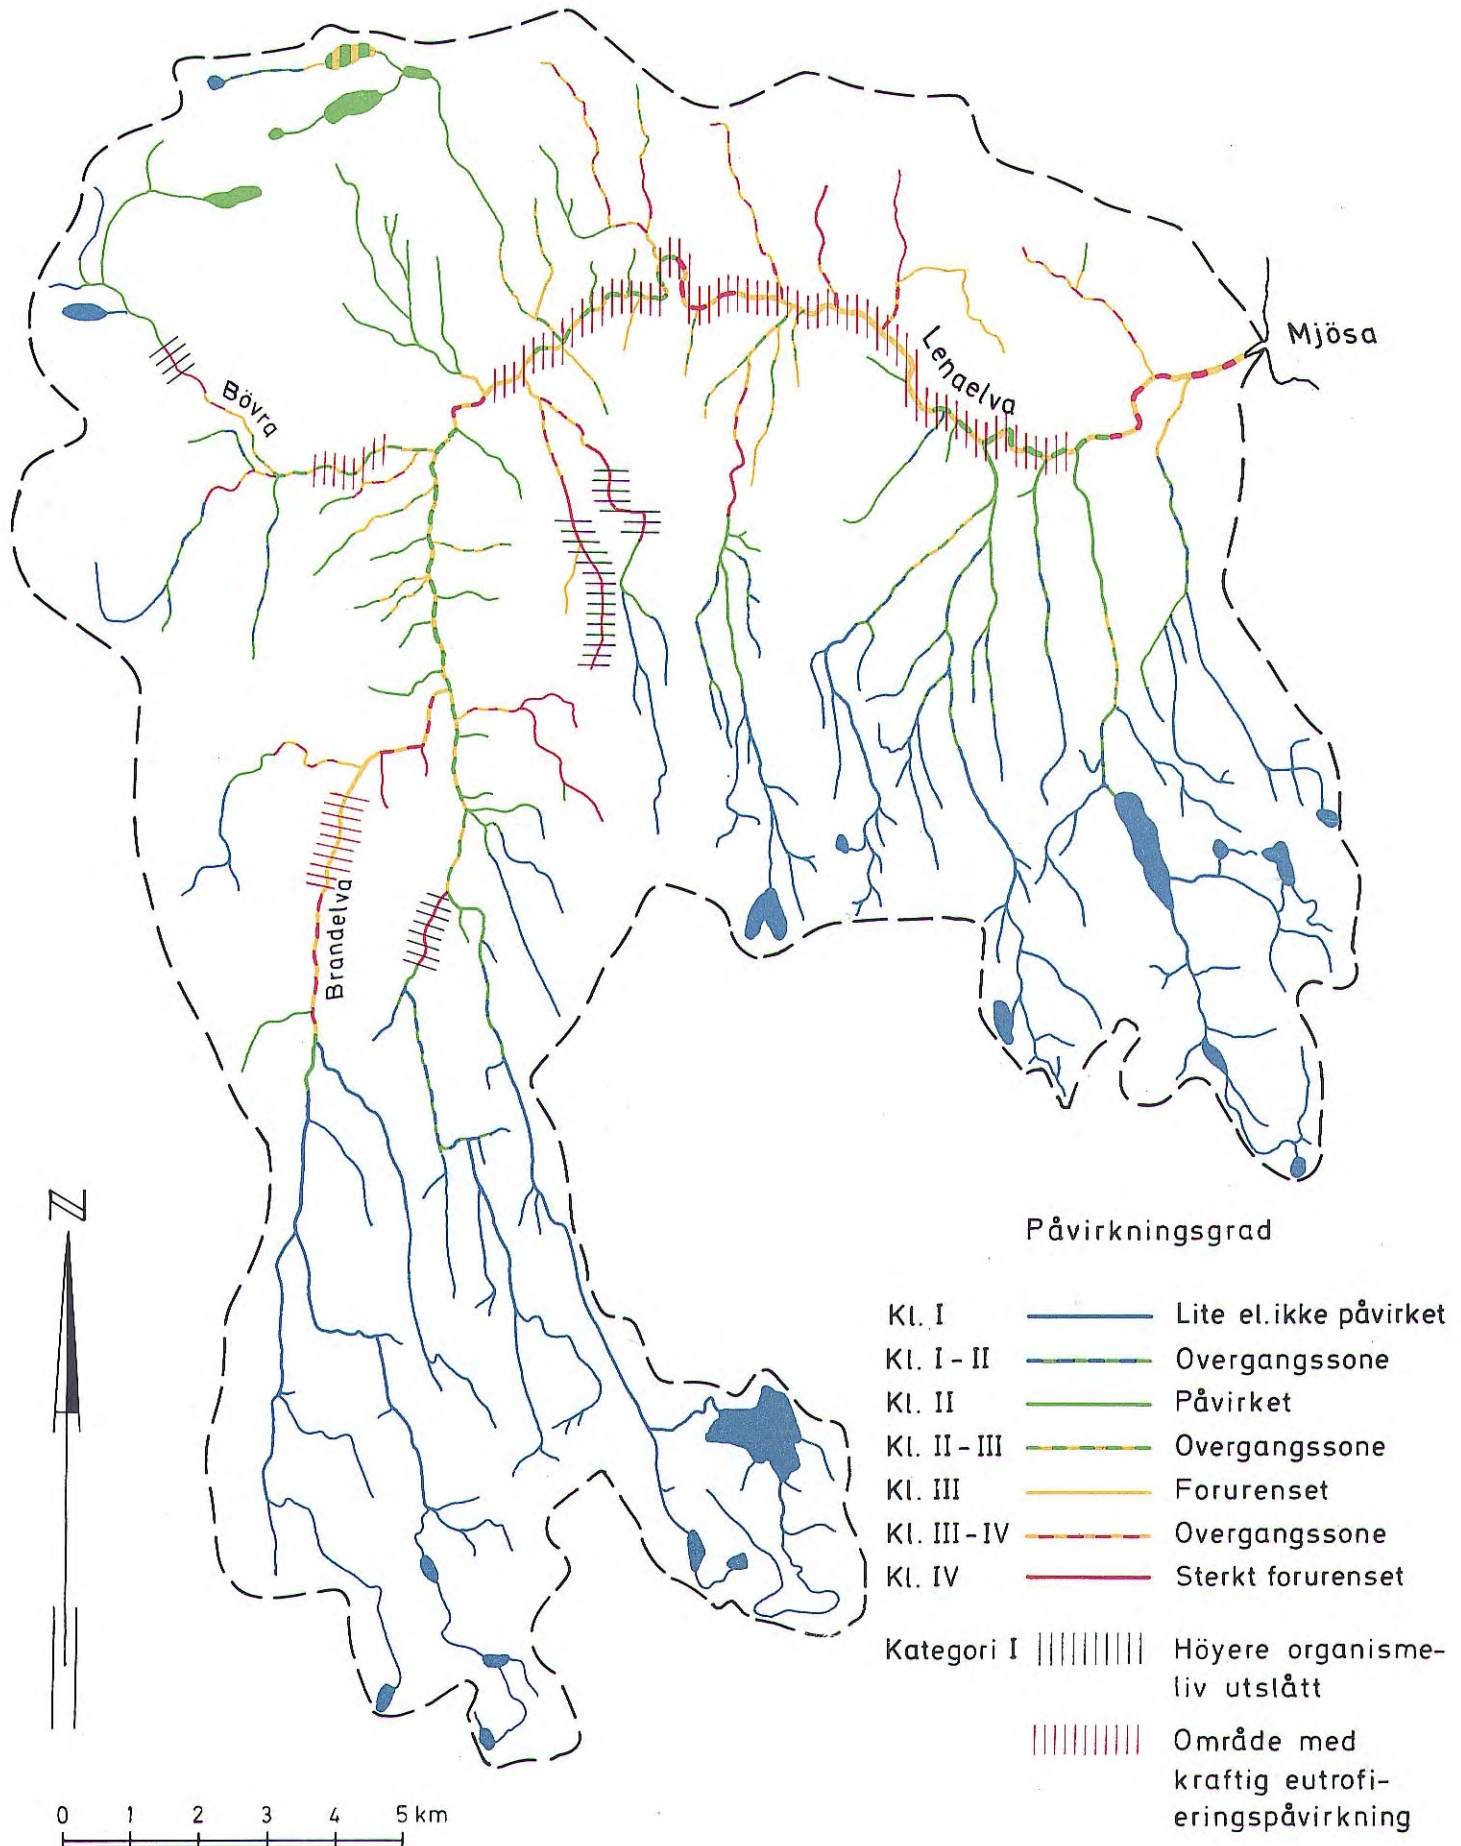 Mjösa
Lenaelva
Bövra
Brandelva
N
Påvirkningsgrad
Kl. I Lite el. ikke påvirket
Kl. I - II Overgangssone
Kl. II Påvirket
Kl. II - III Overgangssone
Kl. III Forurenset
Kl. III - IV Overgangssone
Kl. IV Sterkt forurenset
Kategori I Höyere organisme-
liv utslått
Område med
kraftig eutrofi-
eringspåvirkning
0 1 2 3 4 5 km